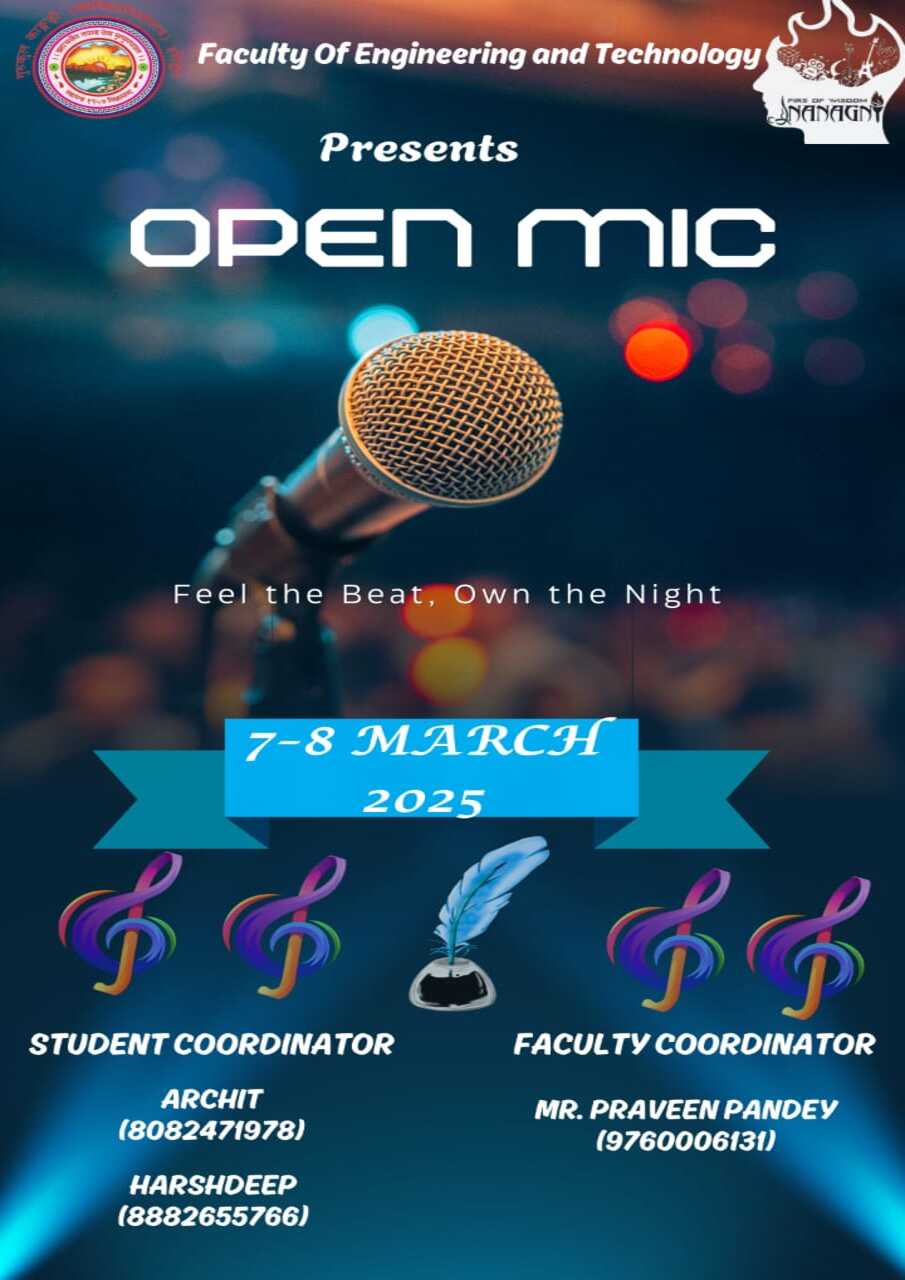 Faculty Of Engineering and Technology
FIRE OF WISDOM
JNANAGNI
Presents
OPEN MIC
Feel the Beat, Own the Night
7-8 MARCH
2025
STUDENT COORDINATOR
ARCHIT
(8082471978)
HARSHDEEP
(8882655766)
FACULTY COORDINATOR
MR. PRAVEEN PANDEY
(9760006131)